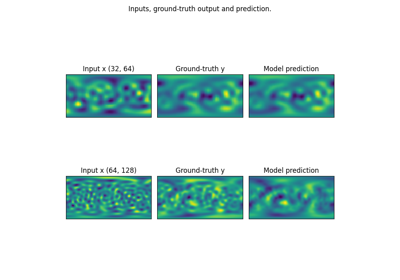 Inputs, ground-truth output and prediction.
Input x (32, 64) Ground-truth y Model prediction
Input x (64, 128) Ground-truth y Model prediction